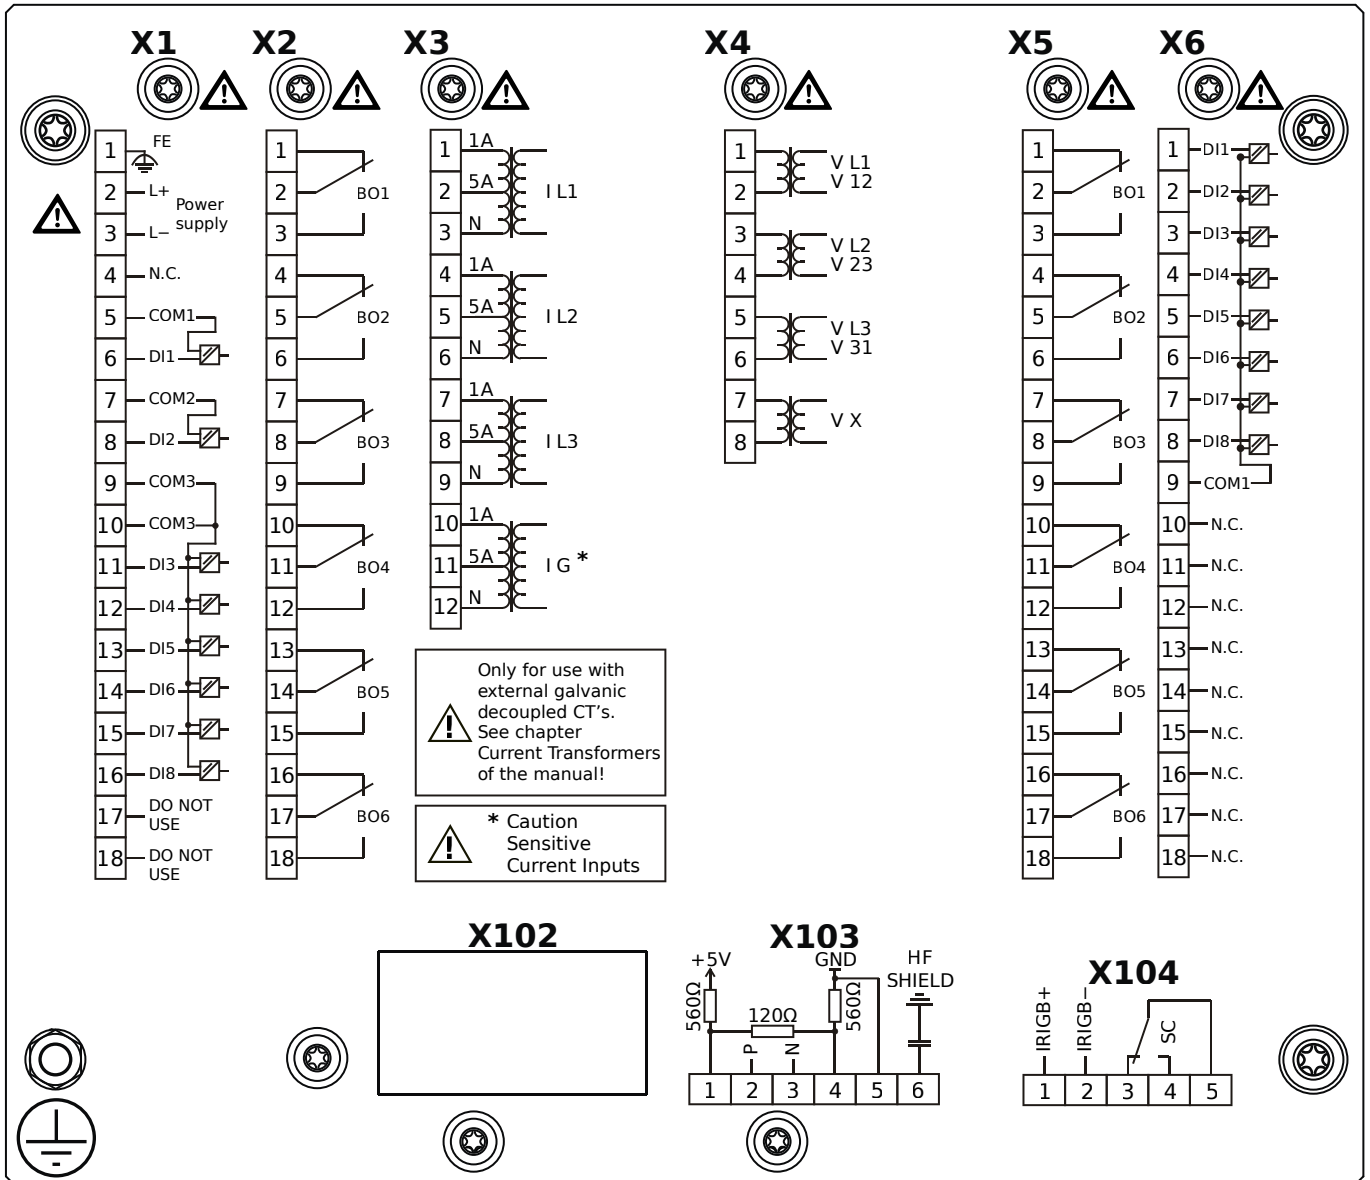 X1
X2
X3
X4
X5
X6
1 FE
2 L+
Power
supply
3 L−
4 N.C.
5 COM1
6 DI1
7 COM2
8 DI2
9 COM3
10 COM3
11 DI3
12 DI4
13 DI5
14 DI6
15 DI7
16 DI8
17 DO NOT
USE
18 DO NOT
USE
1
2 BO1
3
4
5 BO2
6
7
8 BO3
9
10
11 BO4
12
13
14 BO5
15
16
17 BO6
18
1 1A
2 5A I L1
3 N
4 1A
5 5A I L2
6 N
7 1A
8 5A I L3
9 N
10 1A
11 5A I G *
12 N
Only for use with
external galvanic
decoupled CT's.
See chapter
Current Transformers
of the manual!
* Caution
Sensitive
Current Inputs
1 V L1
2 V 12
3 V L2
4 V 23
5 V L3
6 V 31
7 V X
8
1
2 BO1
3
4
5 BO2
6
7
8 BO3
9
10
11 BO4
12
13
14 BO5
15
16
17 BO6
18
1 DI1
2 DI2
3 DI3
4 DI4
5 DI5
6 DI6
7 DI7
8 DI8
9 COM1
10 N.C.
11 N.C.
12 N.C.
13 N.C.
14 N.C.
15 N.C.
16 N.C.
17 N.C.
18 N.C.
X102
X103
+5V GND HF
SHIELD
560Ω 120Ω 560Ω
P N
1 2 3 4 5 6
X104
IRIGB+ IRIGB− SC
1 2 3 4 5